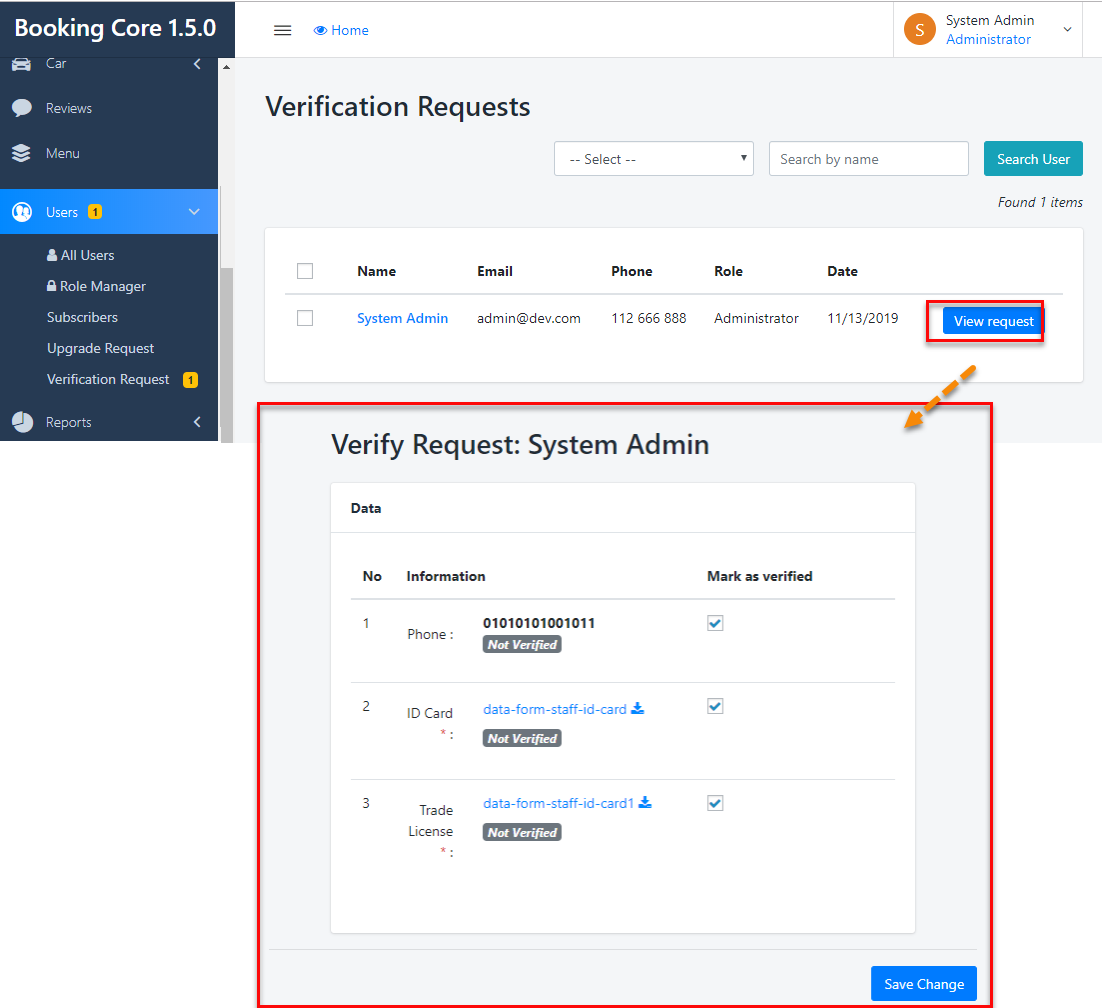 Booking Core 1.5.0
Home
S
System Admin
Administrator
Car
Reviews
Menu
Users 1
All Users
Role Manager
Subscribers
Upgrade Request
Verification Request 1
Reports
Verification Requests
-- Select --
Search by name
Search User
Found 1 items
Name Email Phone Role Date
System Admin admin@dev.com 112 666 888 Administrator 11/13/2019 View request
Verify Request: System Admin
Data
No Information Mark as verified
1 Phone : 01010101001011
Not Verified
2 ID Card data-form-staff-id-card
* : Not Verified
3 Trade data-form-staff-id-card1
License Not Verified
* :
Save Change